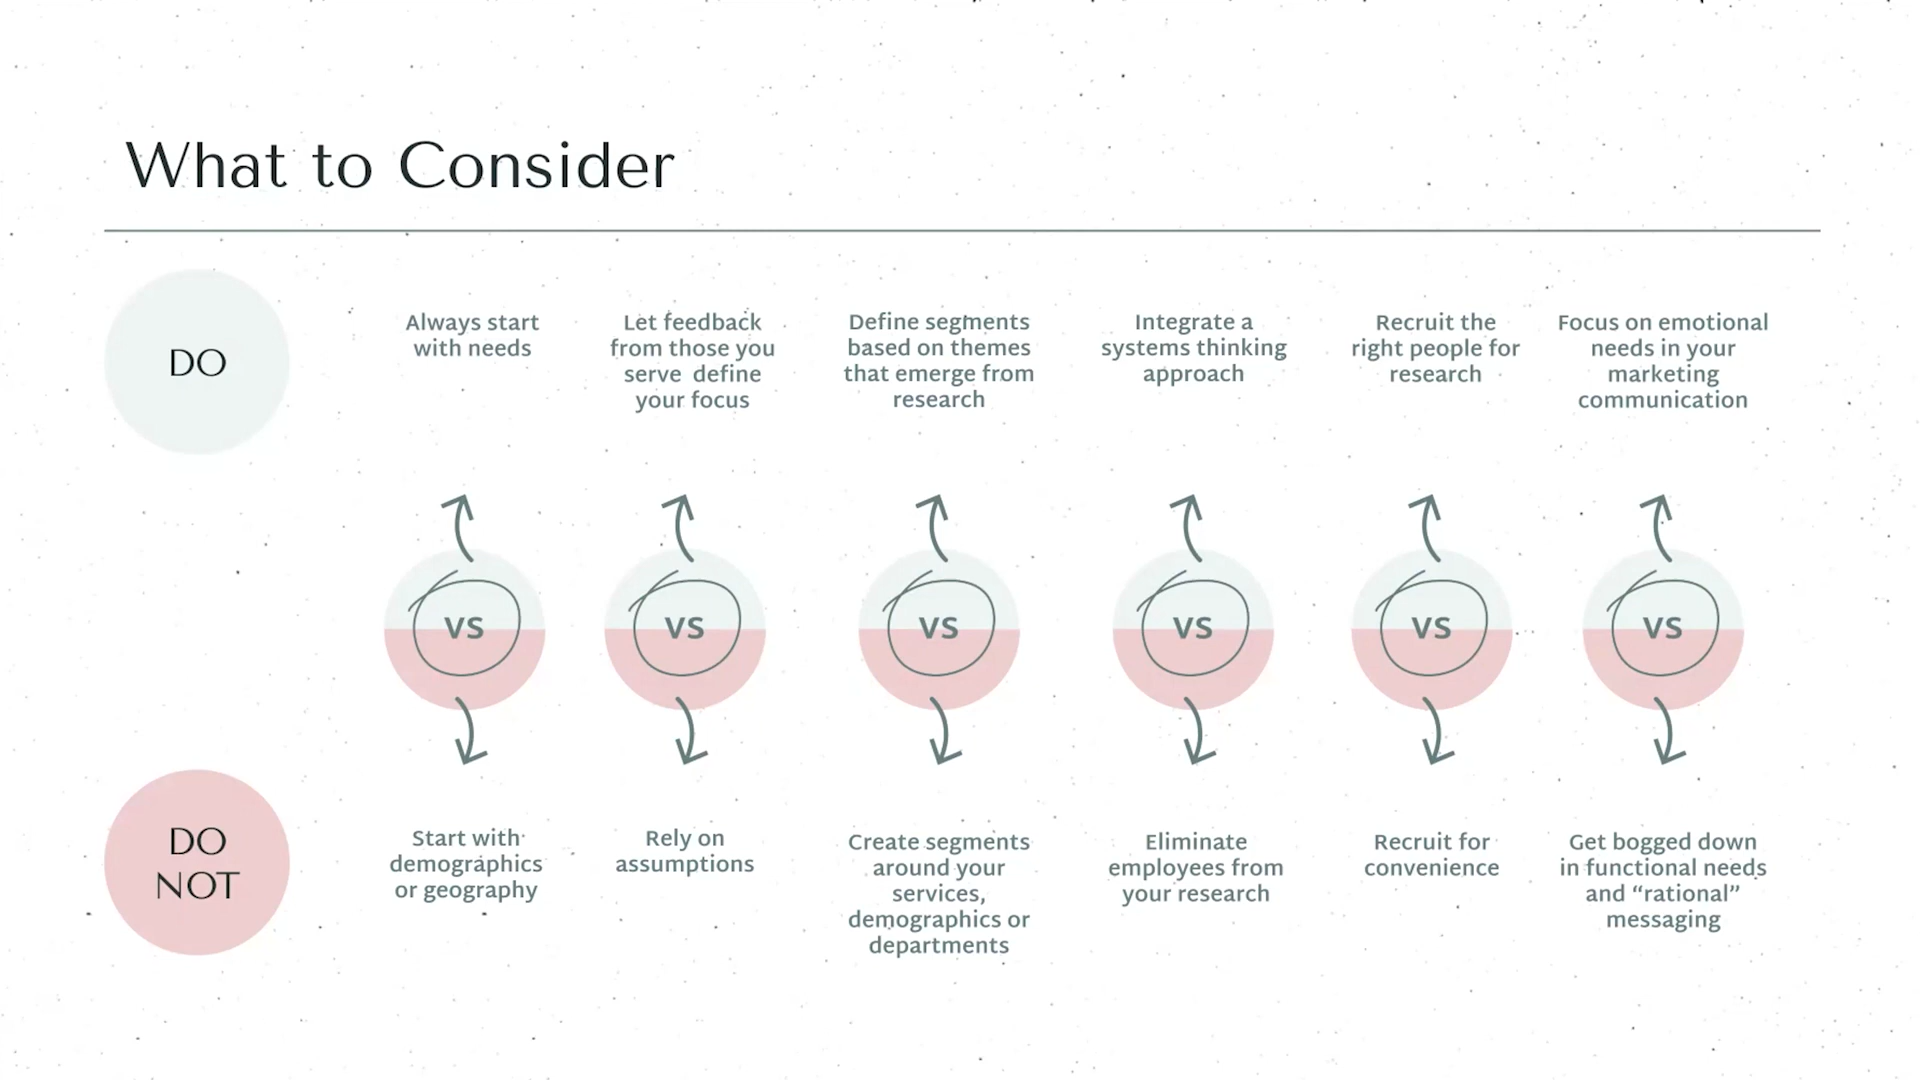 What to Consider
DO
Always start
with needs
Let feedback
from those you
serve define
your focus
Define segments
based on themes
that emerge from
research
Integrate a
systems thinking
approach
Recruit the
right people for
research
Focus on emotional
needs in your
marketing
communication
VS
VS
VS
VS
VS
VS
DO
NOT
Start with
demographics
or geography
Rely on
assumptions
Create segments
around your
services,
demographics or
departments
Eliminate
employees from
your research
Recruit for
convenience
Get bogged down
in functional needs
and “rational”
messaging